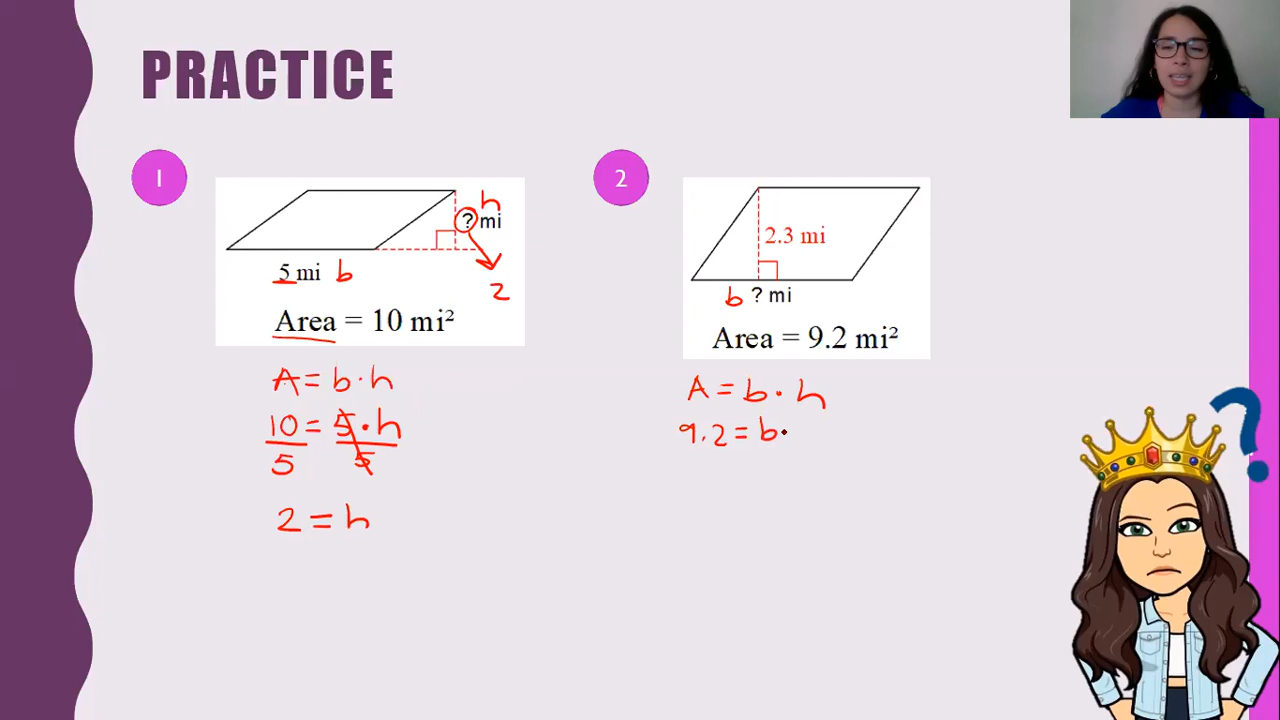 PRACTICE
1
h
? mi
5 mi b
2
Area = 10 mi²
A = b · h
10 = 5 · h
5 5
2 = h
2
2.3 mi
b ? mi
Area = 9.2 mi²
A = b · h
9.2 = b ·
?